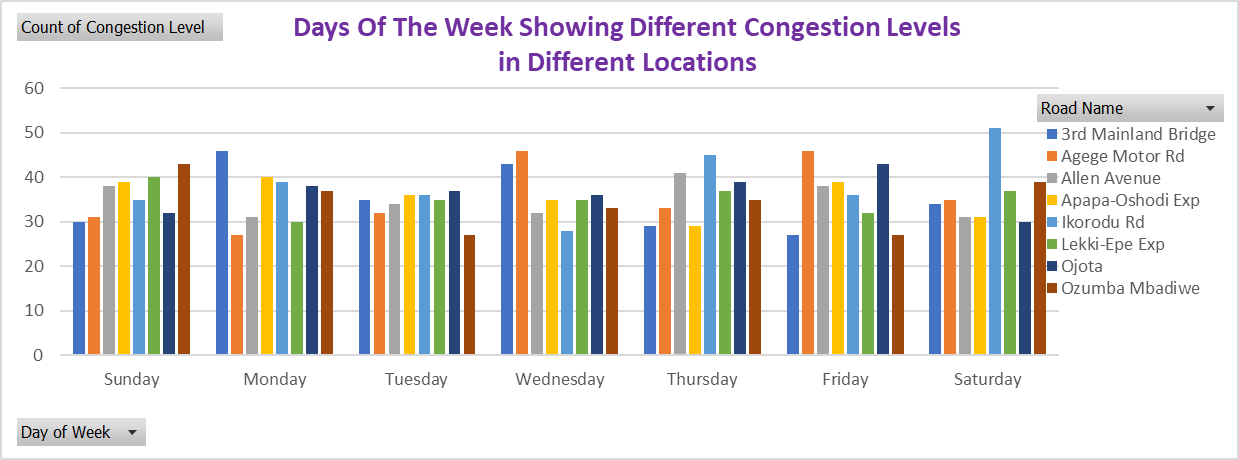 Count of Congestion Level
Days Of The Week Showing Different Congestion Levels
in Different Locations
60
50
40
30
20
10
0
Sunday Monday Tuesday Wednesday Thursday Friday Saturday
Road Name
3rd Mainland Bridge
Agege Motor Rd
Allen Avenue
Apapa-Oshodi Exp
Ikorodu Rd
Lekki-Epe Exp
Ojota
Ozumba Mbadiwe
Day of Week